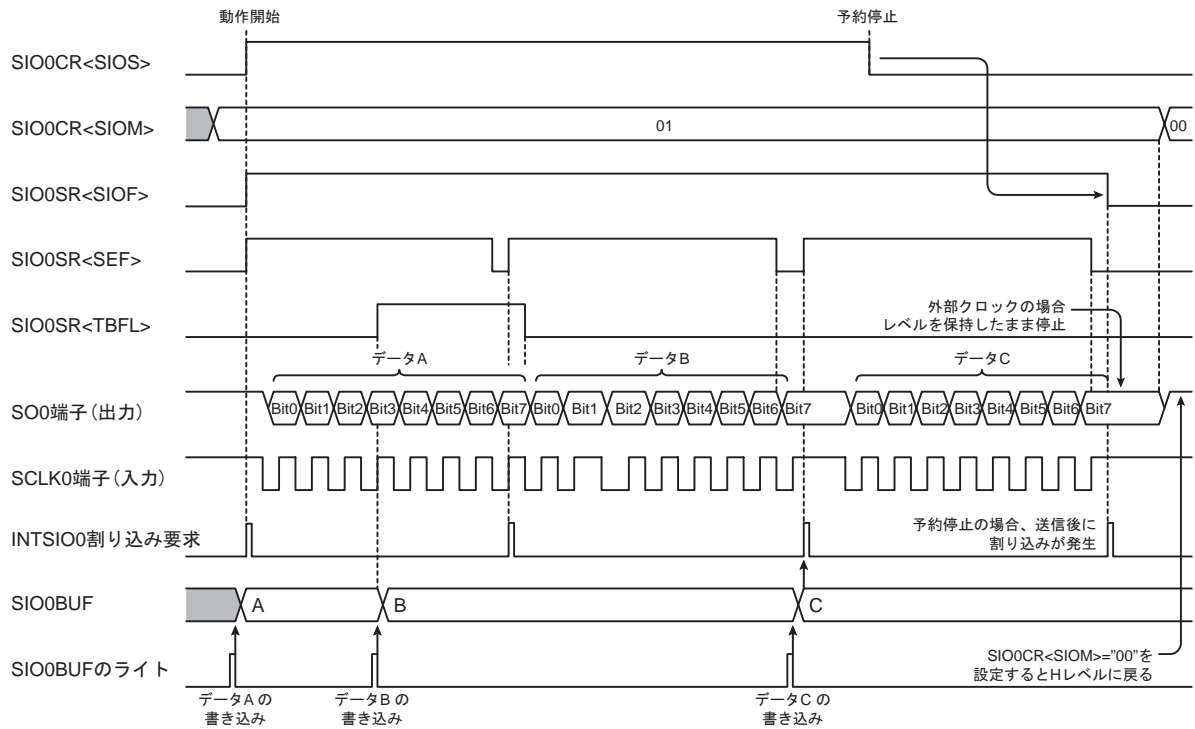 動作開始
予約停止
SIO0CR<SIOS>
SIO0CR<SIOM>
01
00
SIO0SR<SIOF>
SIO0SR<SEF>
SIO0SR<TBFL>
外部クロックの場合
レベルを保持したまま停止
データA
データB
データC
SO0端子(出力)
Bit0 Bit1 Bit2 Bit3 Bit4 Bit5 Bit6 Bit7 Bit0 Bit1 Bit2 Bit3 Bit4 Bit5 Bit6 Bit7 Bit0 Bit1 Bit2 Bit3 Bit4 Bit5 Bit6 Bit7
SCLK0端子(入力)
INTSIO0割り込み要求
予約停止の場合、送信後に
割り込みが発生
SIO0BUF
A
B
C
SIO0BUFのライト
SIO0CR<SIOM>="00"を
設定するとHレベルに戻る
データA の
書き込み
データB の
書き込み
データC の
書き込み